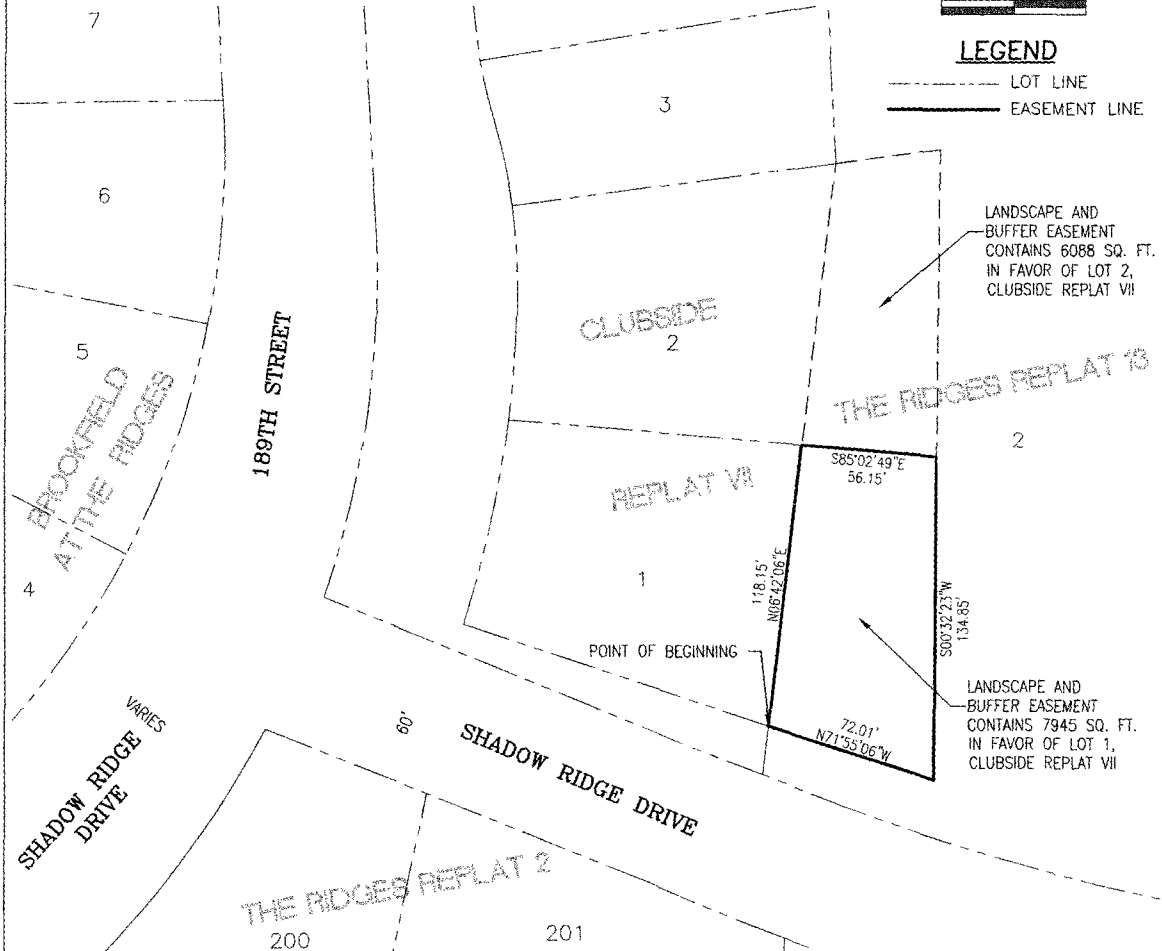 7
LEGEND
LOT LINE
EASEMENT LINE
3
6
LANDSCAPE AND
BUFFER EASEMENT
CONTAINS 6088 SQ. FT.
IN FAVOR OF LOT 2,
CLUBSIDE REPLAT VII
CLUBSIDE
2
5
189TH STREET
BROOKFIELD
AT THE RIDGES
THE RIDGES REPLAT 13
2
S85°02'49"E
56.15'
REPLAT VII
1
118.15'
N06°42'06"E
S00°32'23"W
134.85'
4
POINT OF BEGINNING
LANDSCAPE AND
BUFFER EASEMENT
CONTAINS 7945 SQ. FT.
IN FAVOR OF LOT 1,
CLUBSIDE REPLAT VII
72.01'
N71°55'06"W
VARIES
SHADOW RIDGE
DRIVE
60'
SHADOW RIDGE DRIVE
THE RIDGES REPLAT 2
200
201